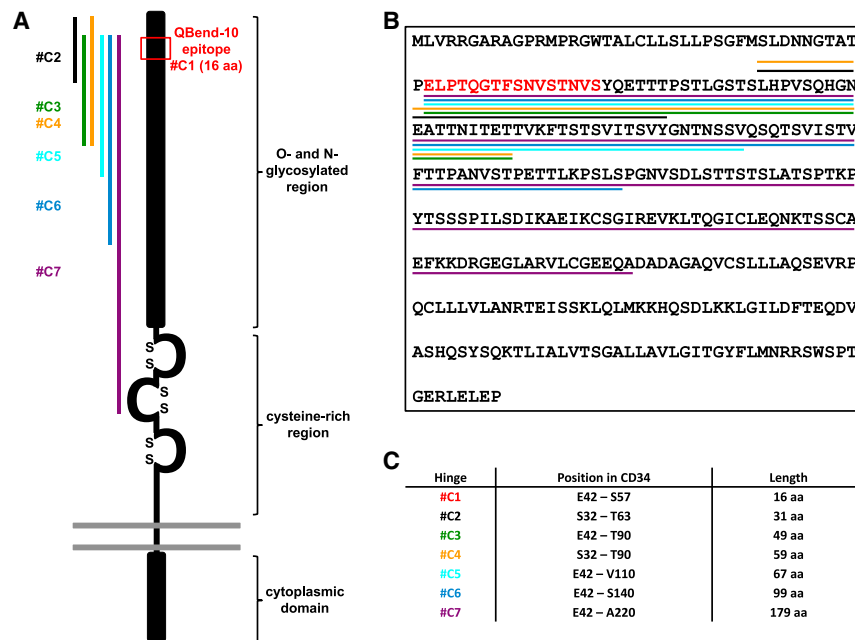 A
#C2
#C3
#C4
#C5
#C6
#C7
QBend-10
epitope
#C1 (16 aa)
O- and N-
glycosylated
region
S
S
S
S
S
S
cysteine-rich
region
cytoplasmic
domain
B
MLVRRGARAGPRMPRGWTALCLLSLLPSGFMSLDNNGTAT
PELPTQGTFSNVSTNVSYQETTTPSTLGSTSLHPVSQHGN
EATTNITETTVKFTSTSVITSVYGNTNSSVQSQTSVISTV
FTTPANVSTPETTLKPSLSPGNVSDLSTTSTSLATSPTKP
YTSSSPILSDIKAEIKCSGIREVKLTQGICLEQNKTSSCA
EFKKDRGEGLARVLCGEEQADADAGAQVCSLLLAQSEVRP
QCLLLVLANRTEISSKLQLMKKHQSDLKKLGILDFTEQDV
ASHQSYSQKTLIALVTSGALLAVLGITGYFLMNRRSWSPT
GERLELEP
C
Hinge Position in CD34 Length
#C1 E42 – S57 16 aa
#C2 S32 – T63 31 aa
#C3 E42 – T90 49 aa
#C4 S32 – T90 59 aa
#C5 E42 – V110 67 aa
#C6 E42 – S140 99 aa
#C7 E42 – A220 179 aa